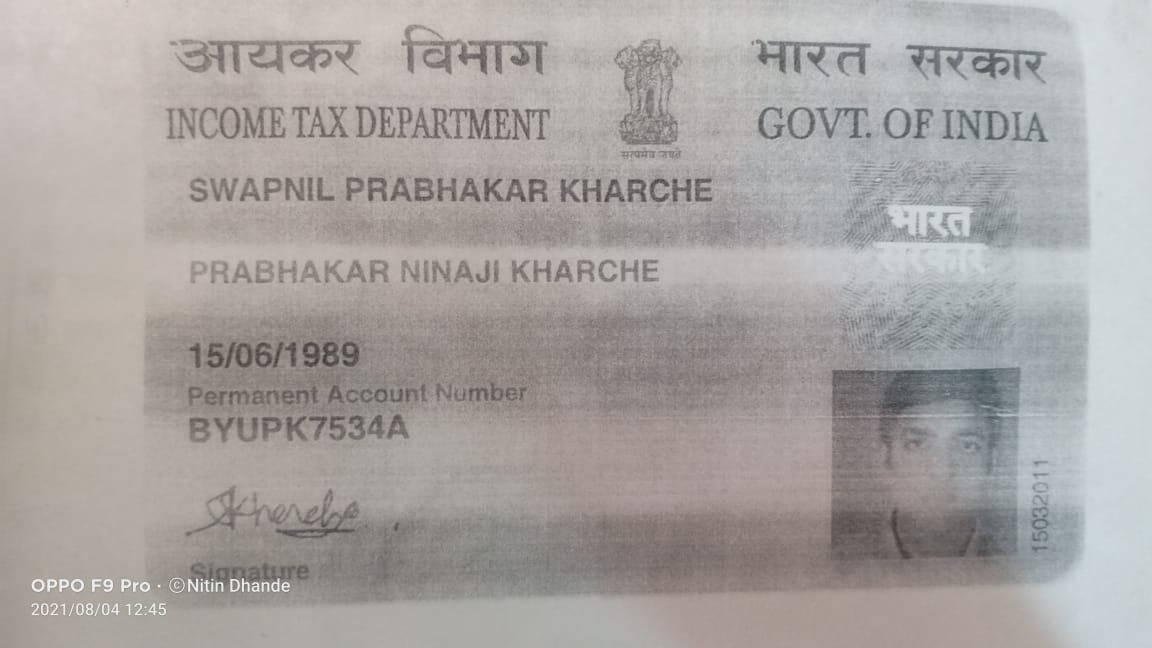 आयकर विभाग भारत सरकार
INCOME TAX DEPARTMENT GOVT. OF INDIA
सत्यमेव जयते
SWAPNIL PRABHAKAR KHARCHE
भारत
सरकार
PRABHAKAR NINAJI KHARCHE
15/06/1989
Permanent Account Number
BYUPK7534A
15032011
SKharche
Signature
OPPO F9 Pro · ©Nitin Dhande
2021/08/04 12:45